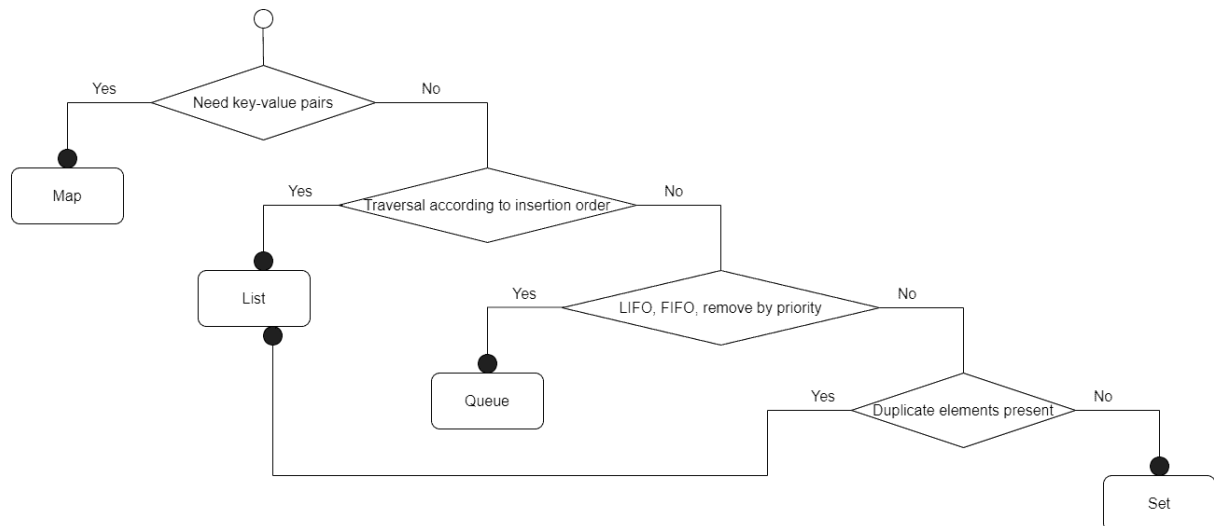 Yes
Need key-value pairs
No
Map
Yes
Traversal according to insertion order
No
List
Yes
LIFO, FIFO, remove by priority
No
Queue
Yes
Duplicate elements present
No
Set